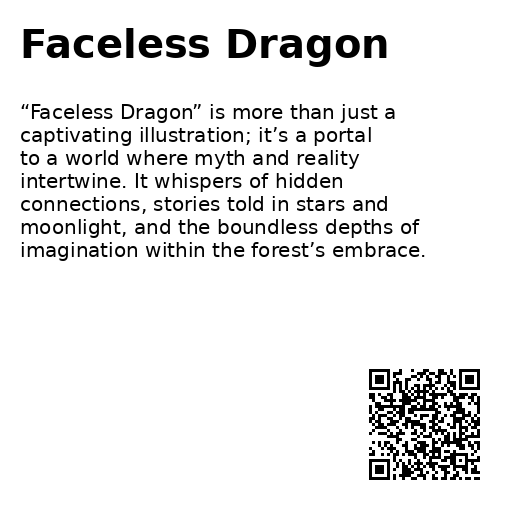 Faceless Dragon
“Faceless Dragon” is more than just a
captivating illustration; it’s a portal
to a world where myth and reality
intertwine. It whispers of hidden
connections, stories told in stars and
moonlight, and the boundless depths of
imagination within the forest’s embrace.